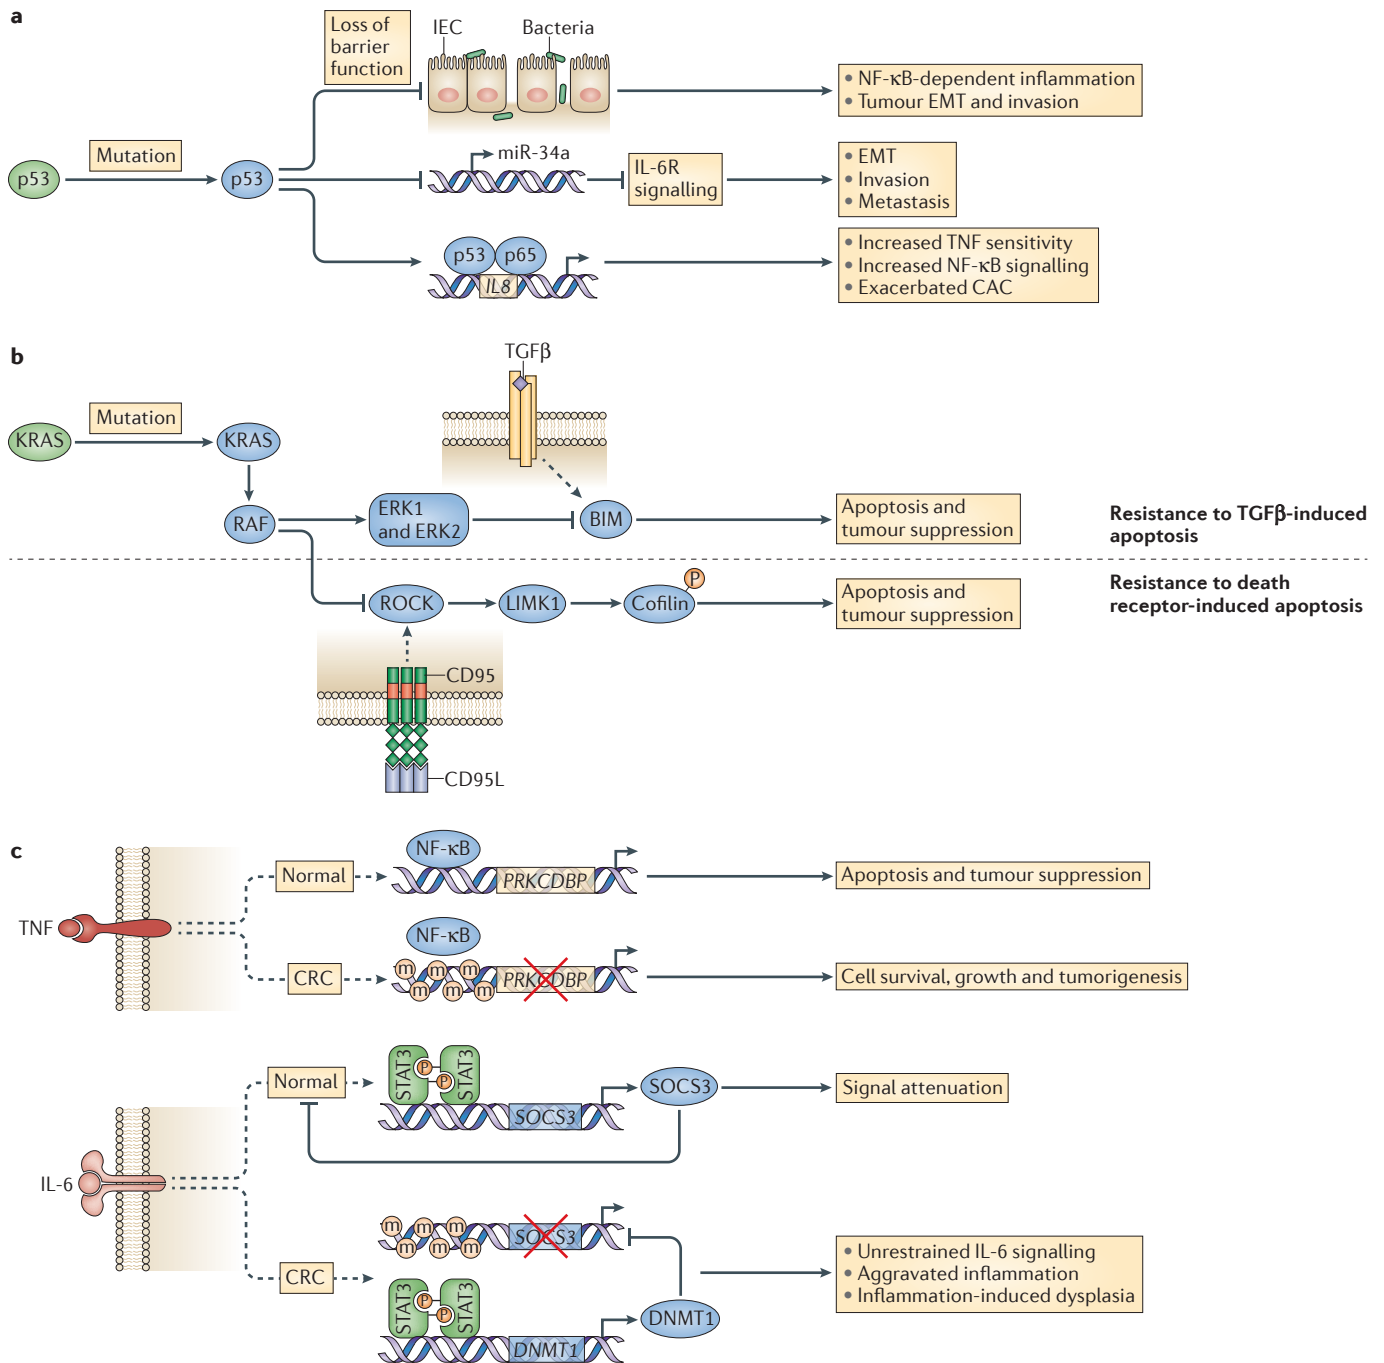 a
Loss of
barrier
function
IEC
Bacteria
• NF-κB-dependent inflammation
• Tumour EMT and invasion
p53
Mutation
p53
miR-34a
IL-6R
signalling
• EMT
• Invasion
• Metastasis
p53
p65
IL8
• Increased TNF sensitivity
• Increased NF-κB signalling
• Exacerbated CAC
b
TGFβ
KRAS
Mutation
KRAS
RAF
ERK1
and ERK2
BIM
Apoptosis and
tumour suppression
Resistance to TGFβ-induced
apoptosis
ROCK
LIMK1
Cofilin
P
Apoptosis and
tumour suppression
Resistance to death
receptor-induced apoptosis
CD95
CD95L
c
TNF
Normal
NF-κB
PRKCDBP
Apoptosis and tumour suppression
CRC
NF-κB
m m m
m m m
PRKCDBP
Cell survival, growth and tumorigenesis
IL-6
Normal
STAT3
P
P
STAT3
SOCS3
SOCS3
Signal attenuation
m m m
m m m
SOCS3
CRC
STAT3
P
P
STAT3
DNMT1
DNMT1
• Unrestrained IL-6 signalling
• Aggravated inflammation
• Inflammation-induced dysplasia